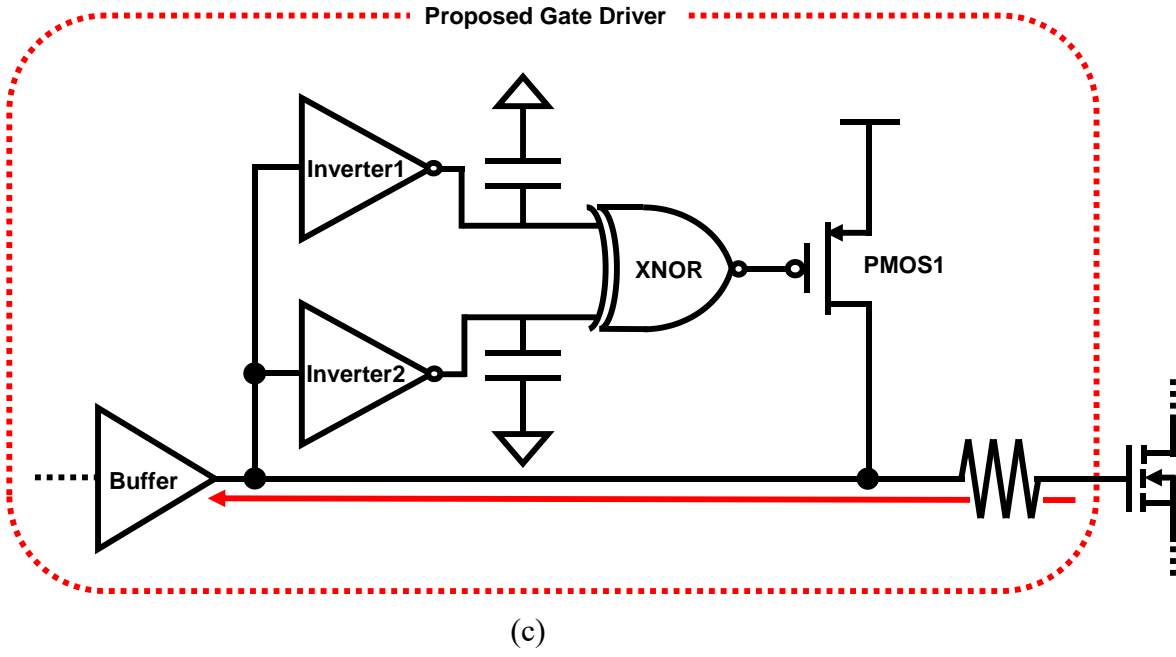 Proposed Gate Driver
Inverter1
XNOR
PMOS1
Inverter2
Buffer
(c)